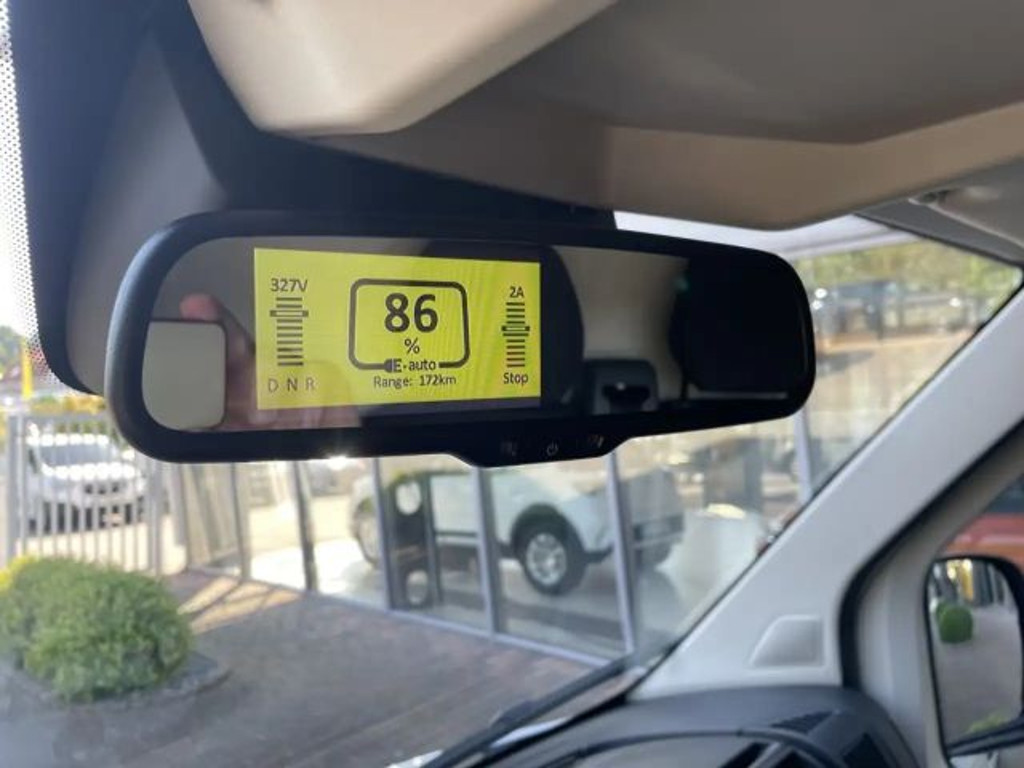 327V
86
%
E-auto
Range: 172km
D N R
2A
Stop